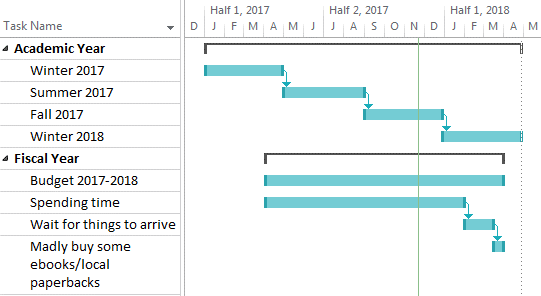 Half 1, 2017 Half 2, 2017 Half 1, 2018
Task Name D J F M A M J J A S O N D J F M A M
Academic Year
Winter 2017
Summer 2017
Fall 2017
Winter 2018
Fiscal Year
Budget 2017-2018
Spending time
Wait for things to arrive
Madly buy some
ebooks/local
paperbacks